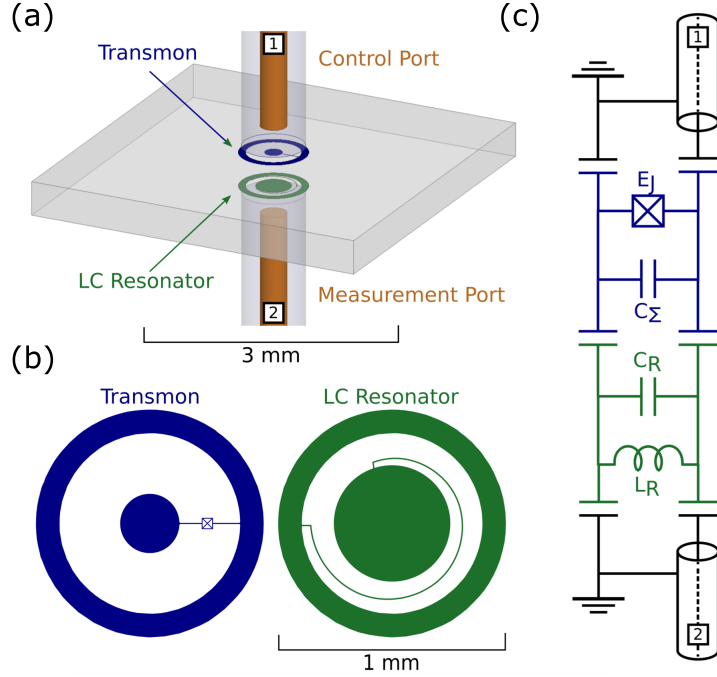 (a)
1
Transmon
Control Port
LC Resonator
2
Measurement Port
3 mm
(b)
Transmon
LC Resonator
1 mm
(c)
1
EJ
CΣ
CR
LR
2